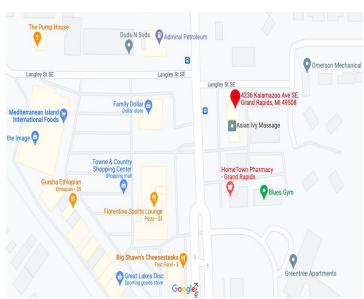 The Pump House
Duds N Suds
Admiral Petroleum
Omerson Mechanical
Langley St SE
Langley St SE
Langley St SE
4236 Kalamazoo Ave SE,
Grand Rapids, MI 49508
Family Dollar
Dollar store
Mediterranean Island
International Foods
Asian Ivy Massage
the Image
Towne & Country
Shopping Center
Shopping mall
HomeTown Pharmacy
- Grand Rapids
Gursha Ethiopian
Ethiopian • $$
Blues Gym
Florentine Sports Lounge
Pizza • $$
Big Shawn's Cheesesteaks
Fast Food • $
Greentree Apartments
Great Lakes Disc
Sporting goods store
Google